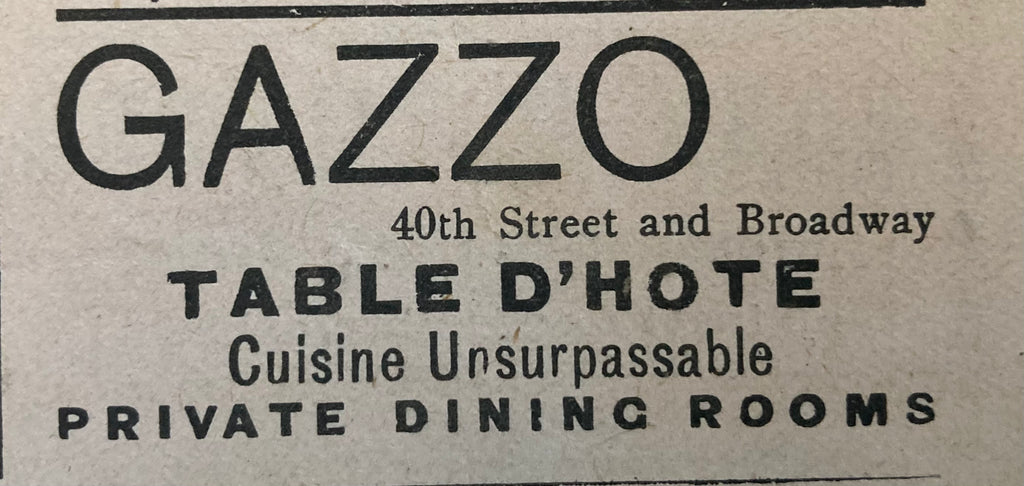 GAZZO
40th Street and Broadway
TABLE D'HOTE
Cuisine Unsurpassable
PRIVATE DINING ROOMS